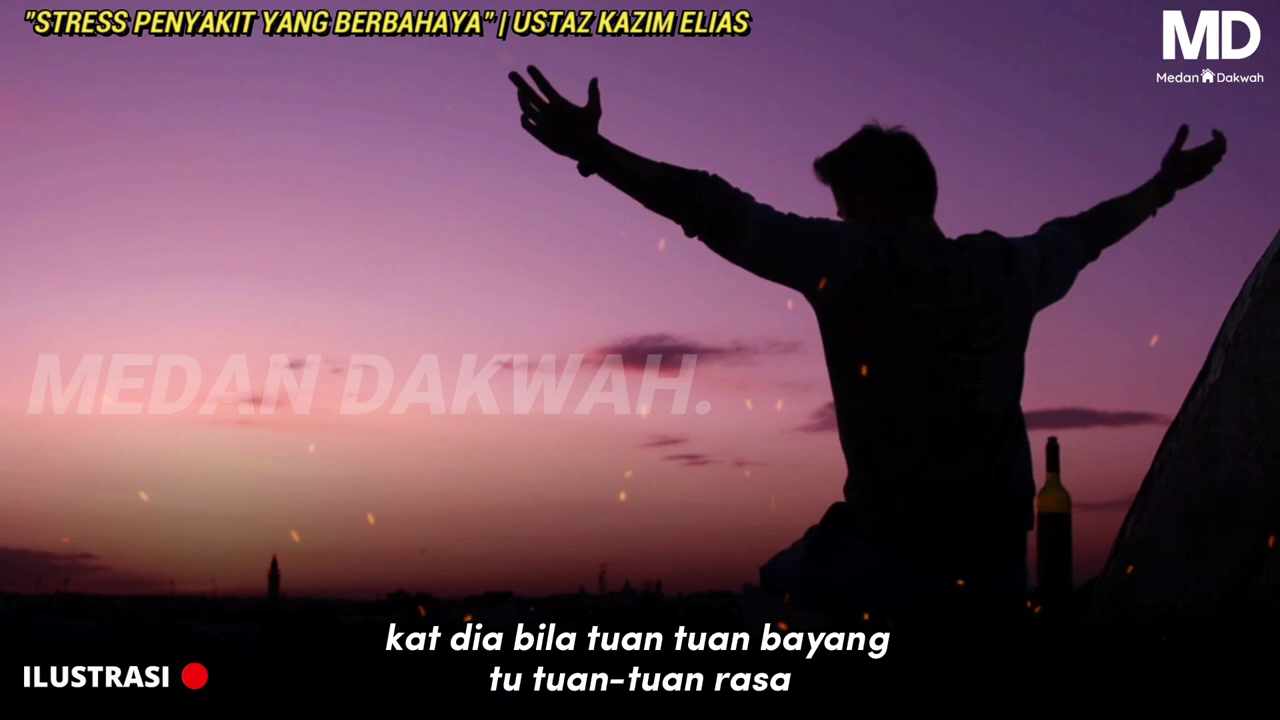 "STRESS PENYAKIT YANG BERBAHAYA" | USTAZ KAZIM ELIAS
MD
Medan Dakwah
MEDAN DAKWAH.
kat dia bila tuan tuan bayang
tu tuan-tuan rasa
ILUSTRASI